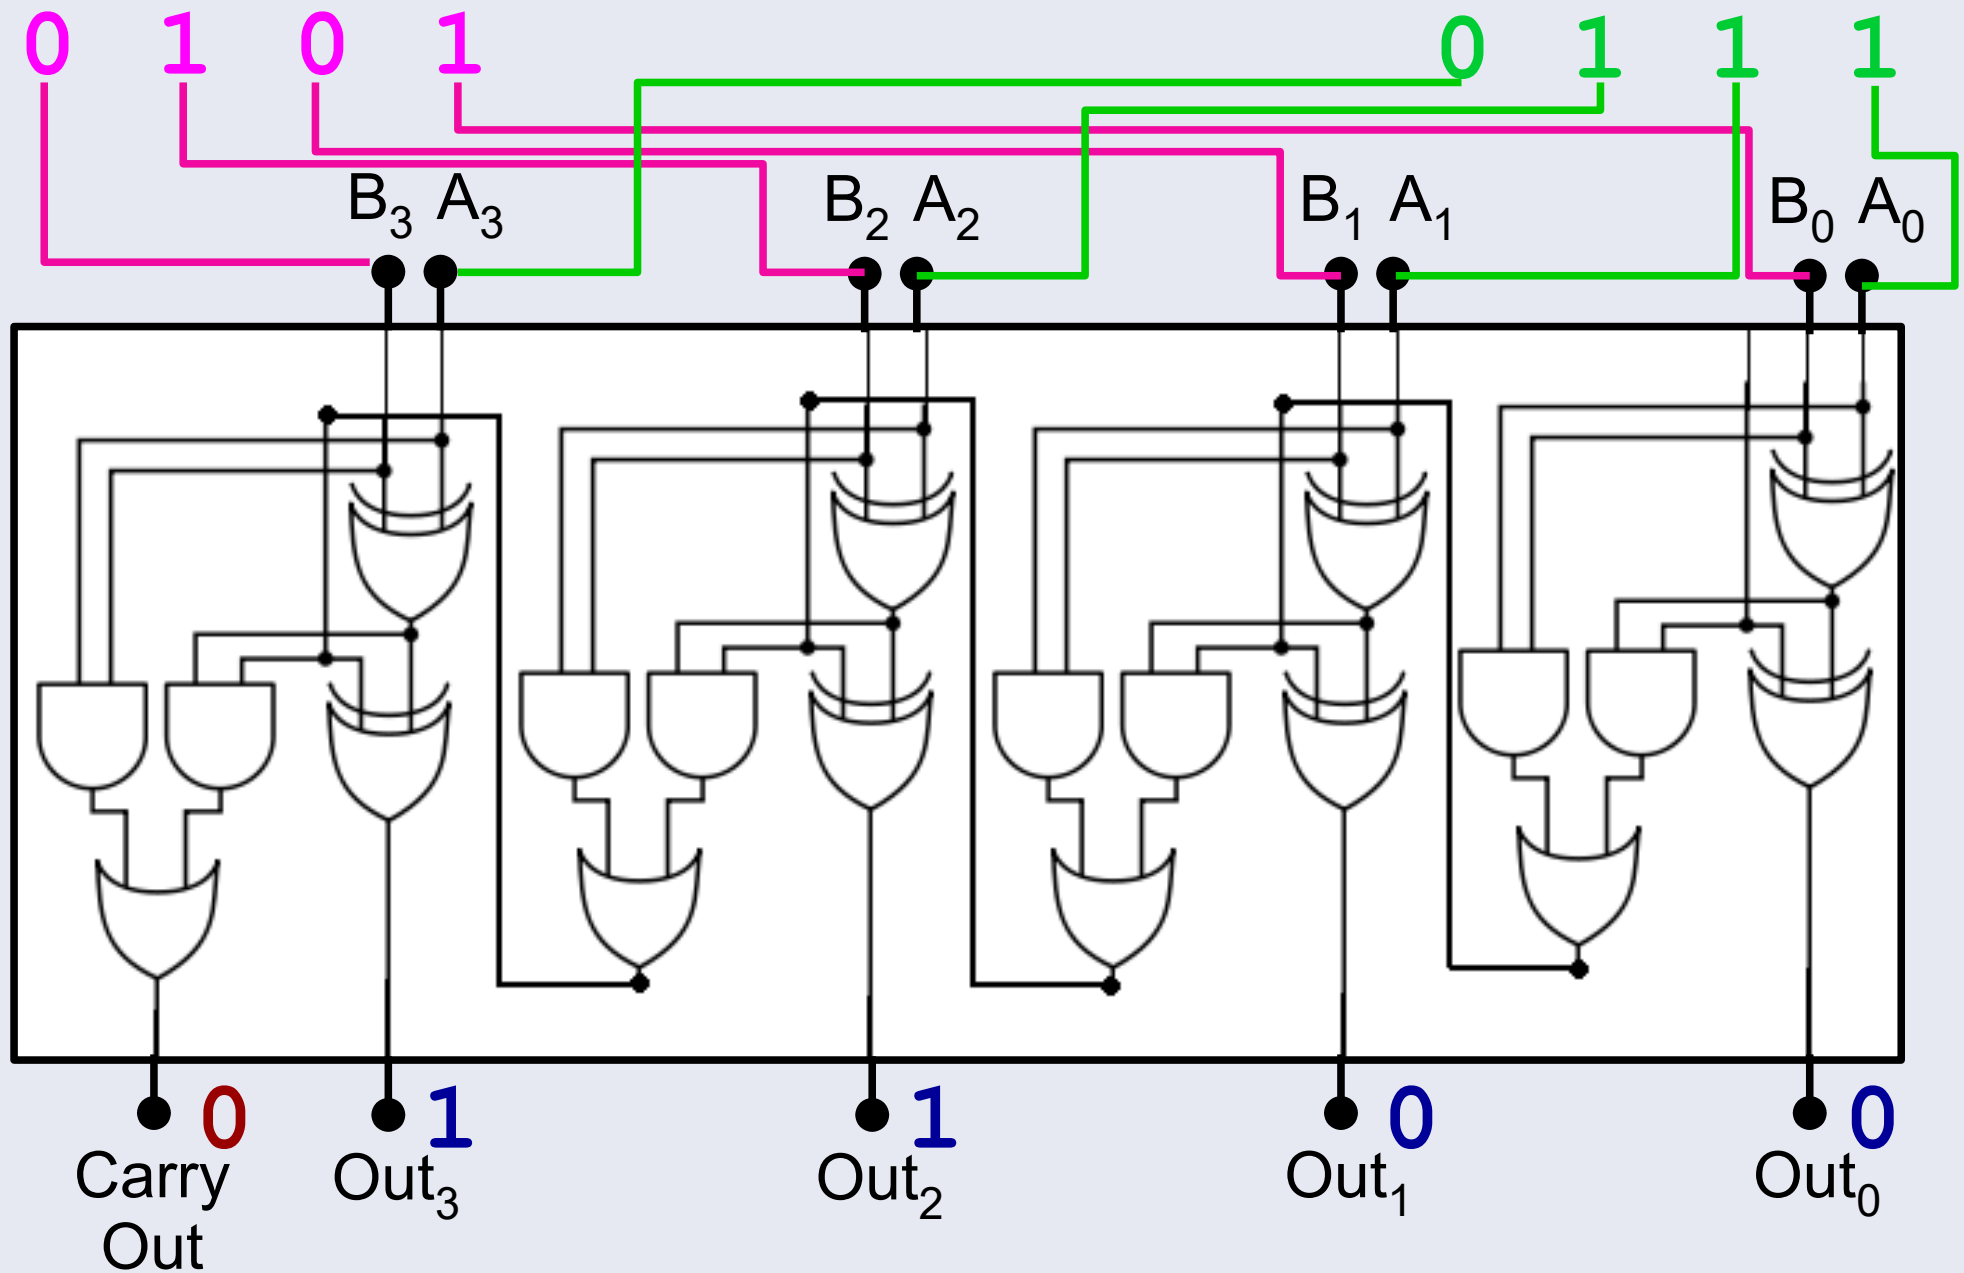 0 1 0 1 0 1 1 1
B3 A3 B2 A2 B1 A1 B0 A0
0 1 1 0 0
Carry Out Out3 Out2 Out1 Out0